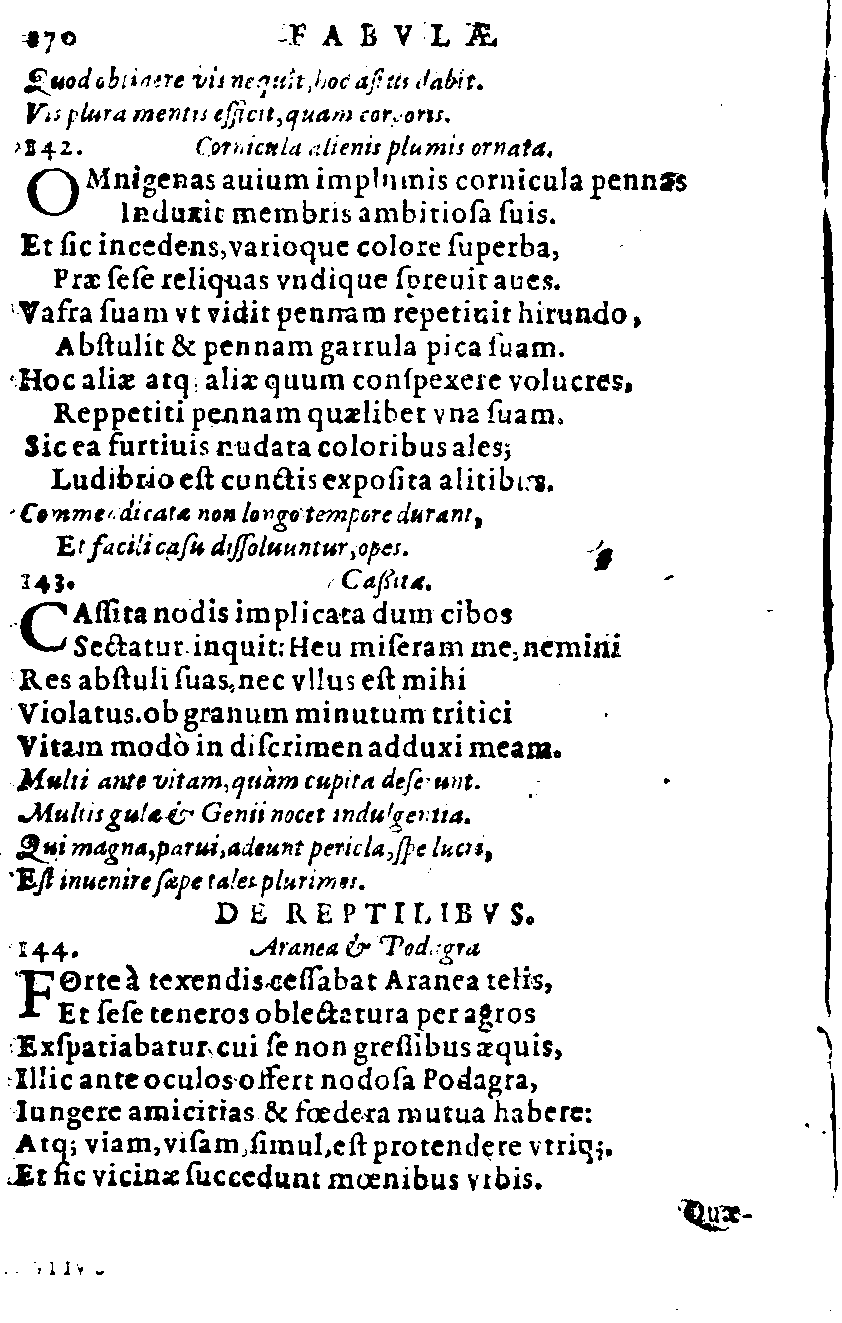 870 FABVLÆ
Quod obtinere vis nequit, hoc aſtus dabit.
Vis plura mentis efficit, quam corporis.
142. Cornicula alienis plumis ornata.
OMnigenas auium implumis cornicula pennas
Induxit membris ambitioſa ſuis.
Et ſic incedens, varioque colore ſuperba,
Præ ſeſe reliquas vndique ſpreuit aues.
Vafra ſuam vt vidit pennam repetiuit hirundo,
Abſtulit & pennam garrula pica ſuam.
Hoc aliæ atq; aliæ quum conſpexere volucres,
Reppetiti pennam quælibet vna ſuam.
Sic ea furtiuis nudata coloribus ales;
Ludibrio eſt cunctis expoſita alitibus.
Commendicatæ non longo tempore durant,
Et facili caſu diſſoluuntur, opes.
143. Caſſita.
CAſſita nodis implicata dum cibos
Sectatur inquit: Heu miſeram me, nemini
Res abſtuli ſuas, nec vllus eſt mihi
Violatus. ob granum minutum tritici
Vitam modò in diſcrimen adduxi meam.
Multi ante vitam, quàm cupita deſerunt.
Multis gula & Genii nocet indulgentia.
Qui magna, parui, adeunt pericla, ſpe lucri,
Eſt inuenire ſæpe tales plurimos.
DE REPTILIBVS.
144. Aranea & Podagra
FOrte à texendis ceſſabat Aranea telis,
Et ſeſe teneros oblectatura per agros
Exſpatiabatur. cui ſe non greſſibus æquis,
Illic ante oculos offert nodoſa Podagra,
Iungere amicitias & fœdera mutua habere:
Atq; viam, viſam, ſimul, eſt protendere vtriq;.
Et ſic vicinæ ſuccedunt mœnibus vrbis.
Quæ-